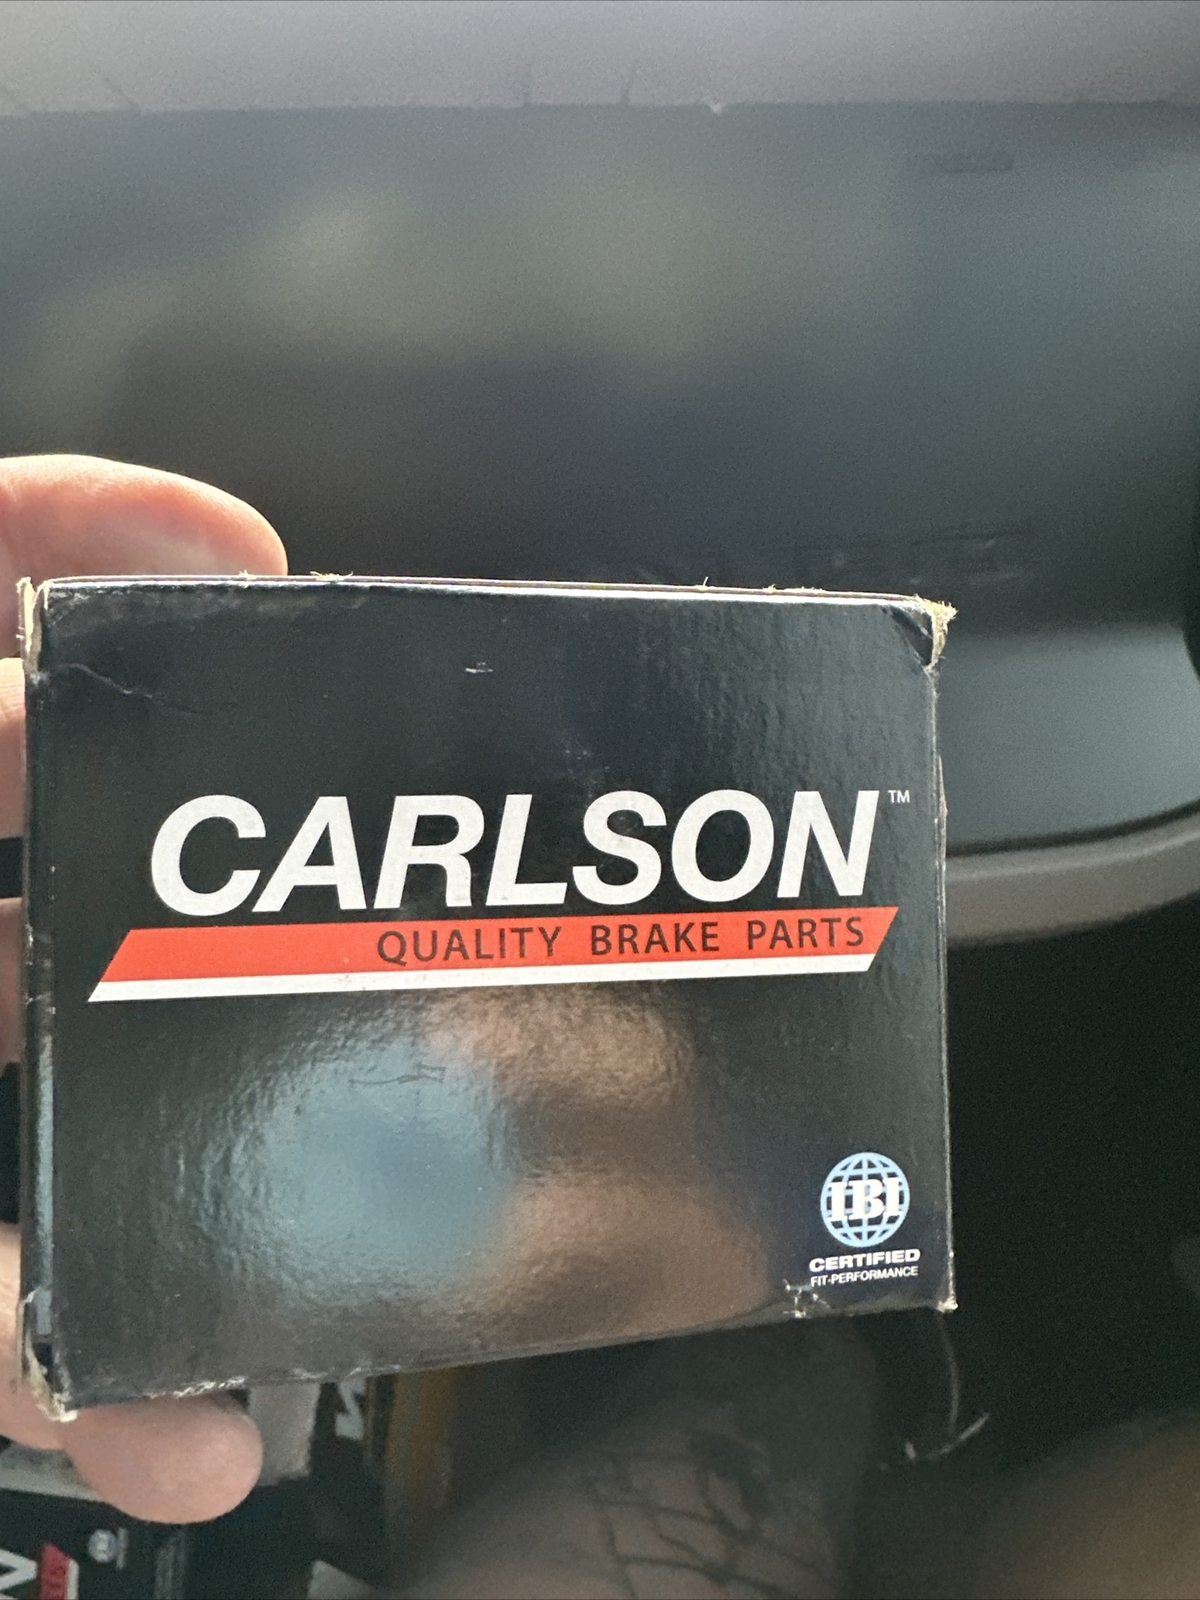 CARLSON™
QUALITY BRAKE PARTS
IBI
CERTIFIED
FIT-PERFORMANCE